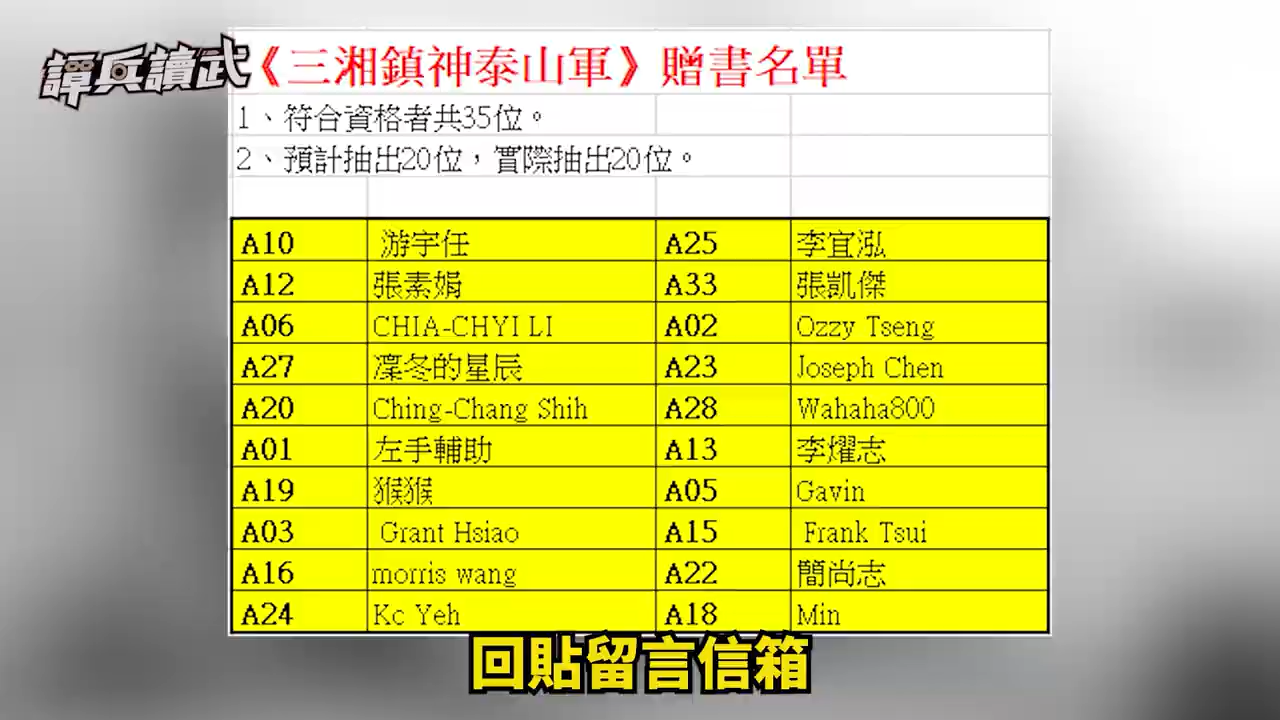 譚兵讀武
《三湘鎮神泰山軍》贈書名單
1、符合資格者共35位。
2、預計抽出20位，實際抽出20位。
A10 游宇任 A25 李宜泓
A12 張素娟 A33 張凱傑
A06 CHIA-CHYI LI A02 Ozzy Tseng
A27 凜冬的星辰 A23 Joseph Chen
A20 Ching-Chang Shih A28 Wahaha800
A01 左手輔助 A13 李燿志
A19 猴猴 A05 Gavin
A03 Grant Hsiao A15 Frank Tsui
A16 morris wang A22 簡尚志
A24 Kc Yeh A18 Min
回貼留言信箱